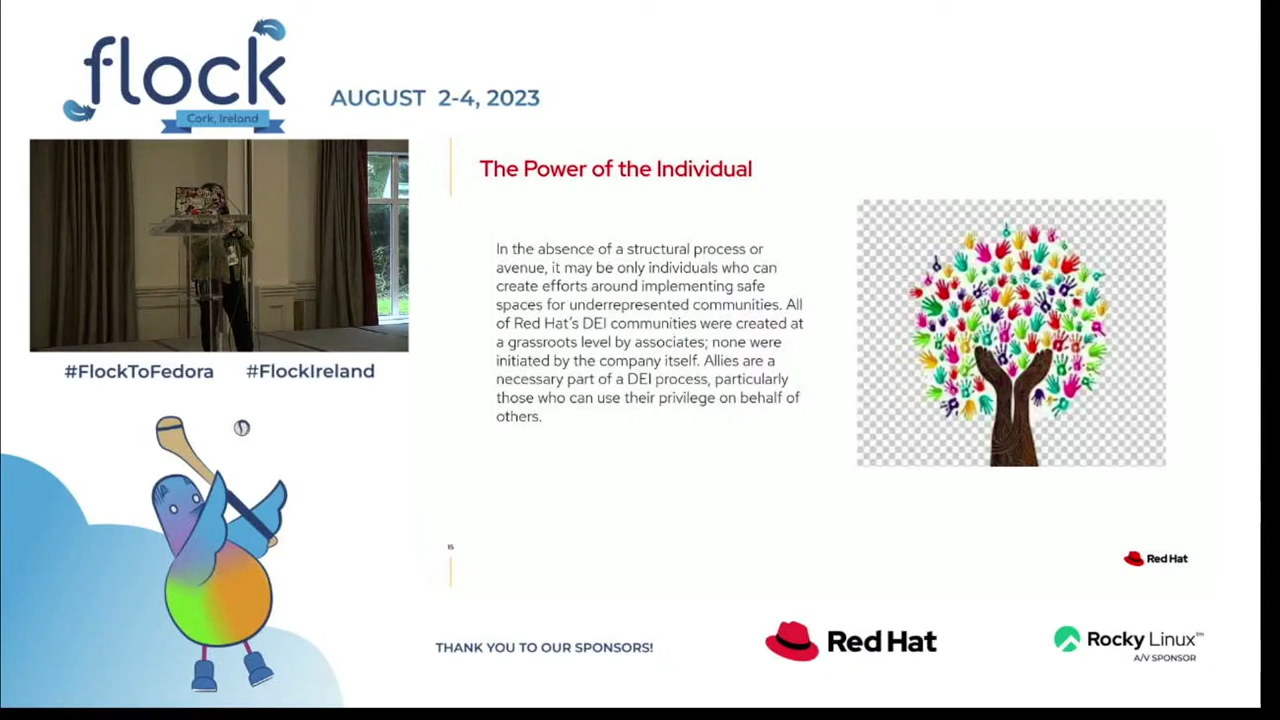 flock
Cork, Ireland
AUGUST 2-4, 2023
The Power of the Individual
In the absence of a structural process or
avenue, it may be only individuals who can
create efforts around implementing safe
spaces for underrepresented communities. All
of Red Hat's DEI communities were created at
a grassroots level by associates; none were
initiated by the company itself. Allies are a
necessary part of a DEI process, particularly
those who can use their privilege on behalf of
others.
#FlockToFedora #FlockIreland
15
Red Hat
THANK YOU TO OUR SPONSORS!
Red Hat
Rocky Linux™
A/V SPONSOR